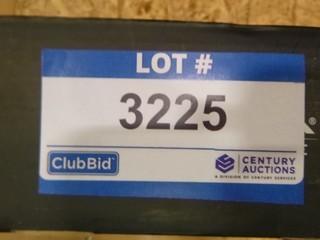 LOT #
3225
ClubBid
CENTURY
AUCTIONS
A DIVISION OF CENTURY SERVICES